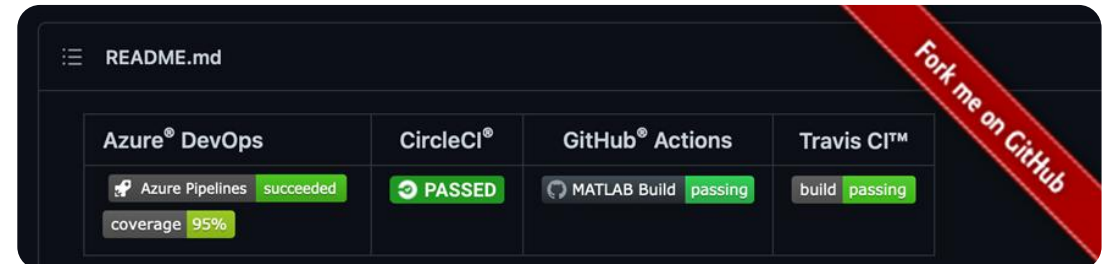 README.md
Fork me on GitHub
Azure® DevOps CircleCI® GitHub® Actions Travis CI™
Azure Pipelines succeeded PASSED MATLAB Build passing build passing
coverage 95%